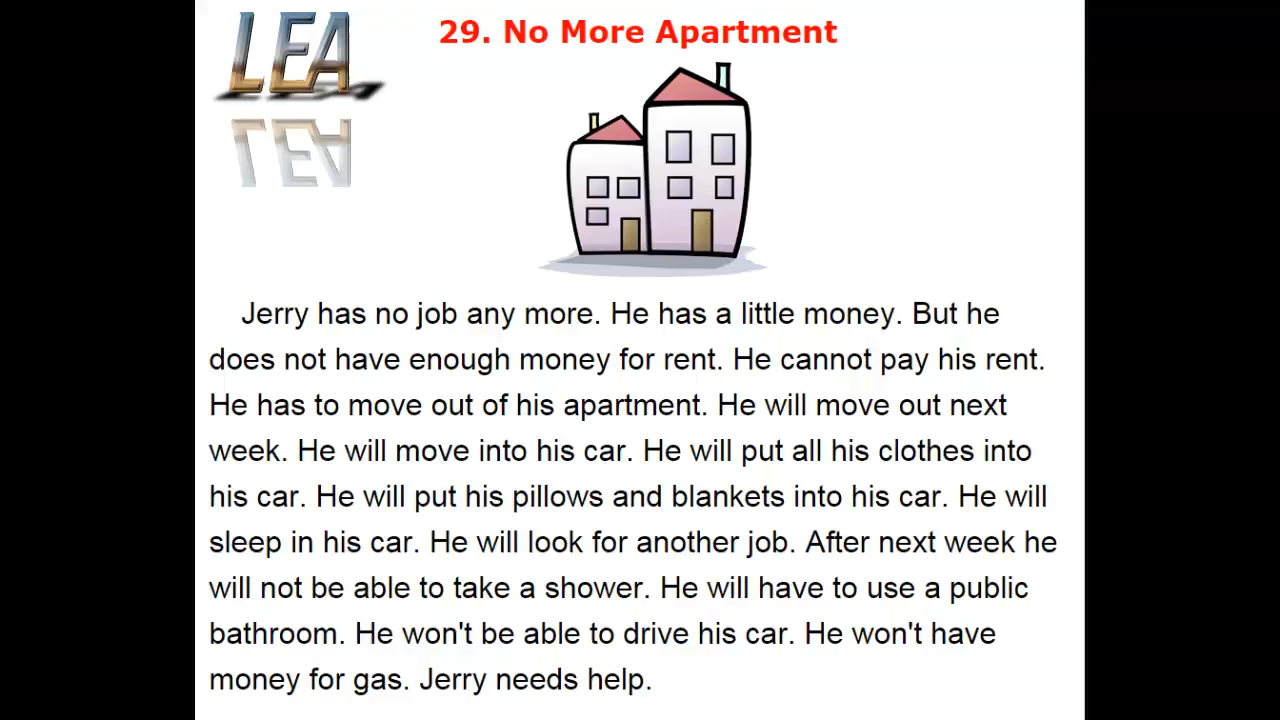 LEA
29. No More Apartment
Jerry has no job any more. He has a little money. But he
does not have enough money for rent. He cannot pay his rent.
He has to move out of his apartment. He will move out next
week. He will move into his car. He will put all his clothes into
his car. He will put his pillows and blankets into his car. He will
sleep in his car. He will look for another job. After next week he
will not be able to take a shower. He will have to use a public
bathroom. He won't be able to drive his car. He won't have
money for gas. Jerry needs help.